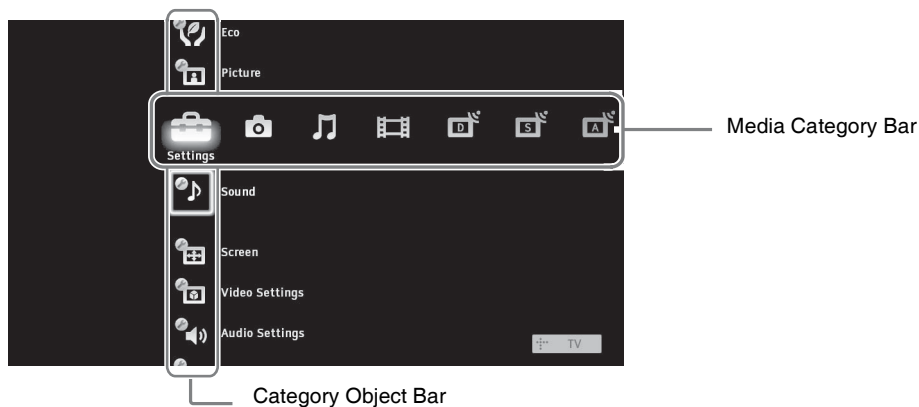 Eco
Picture
D
S
A
Media Category Bar
Settings
Sound
Screen
Video Settings
Audio Settings
TV
Category Object Bar